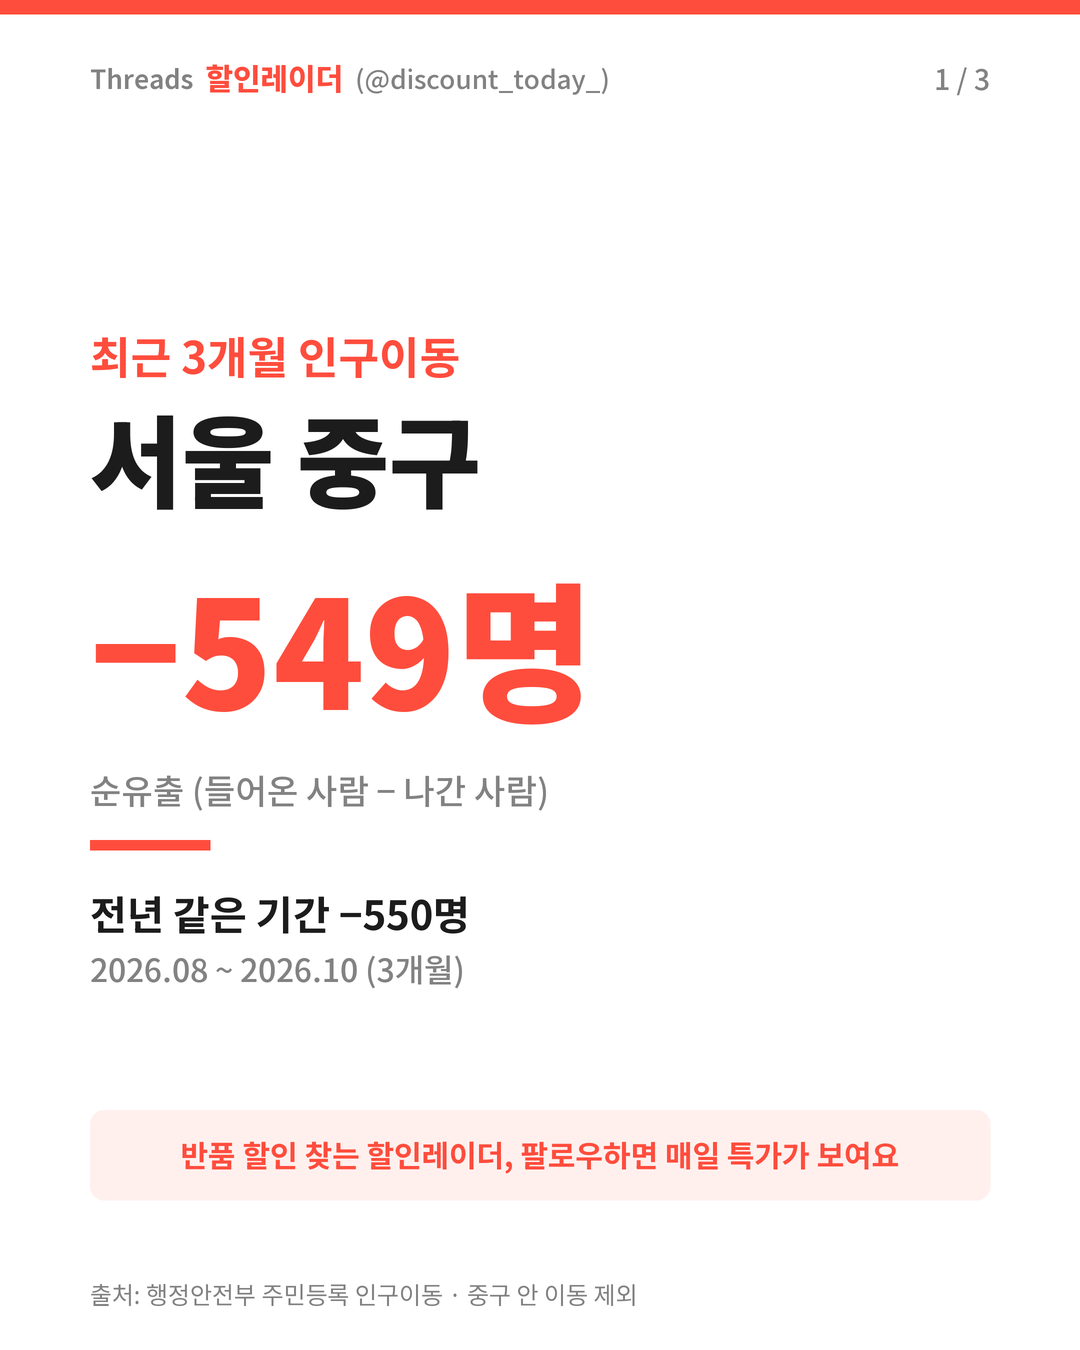 Threads 할인레이더 (@discount_today_)
1 / 3
최근 3개월 인구이동
서울 중구
−549명
순유출 (들어온 사람 − 나간 사람)
전년 같은 기간 −550명
2026.08 ~ 2026.10 (3개월)
반품 할인 찾는 할인레이더, 팔로우하면 매일 특가가 보여요
출처: 행정안전부 주민등록 인구이동 · 중구 안 이동 제외